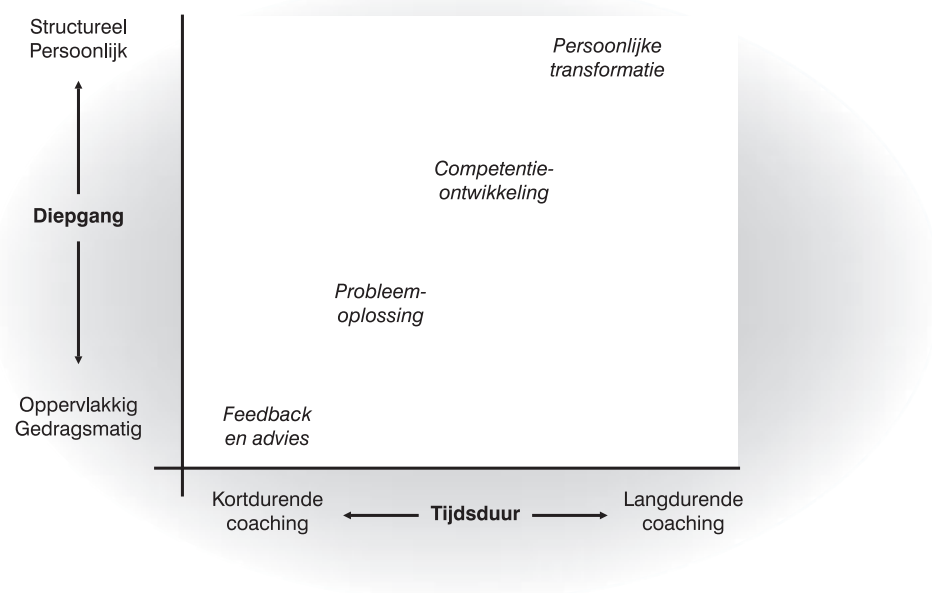 Structureel
Persoonlijk
Persoonlijke
transformatie
Competentie-
ontwikkeling
Diepgang
Probleem-
oplossing
Oppervlakkig
Gedragsmatig
Feedback
en advies
Kortdurende
coaching
Tijdsduur
Langdurende
coaching